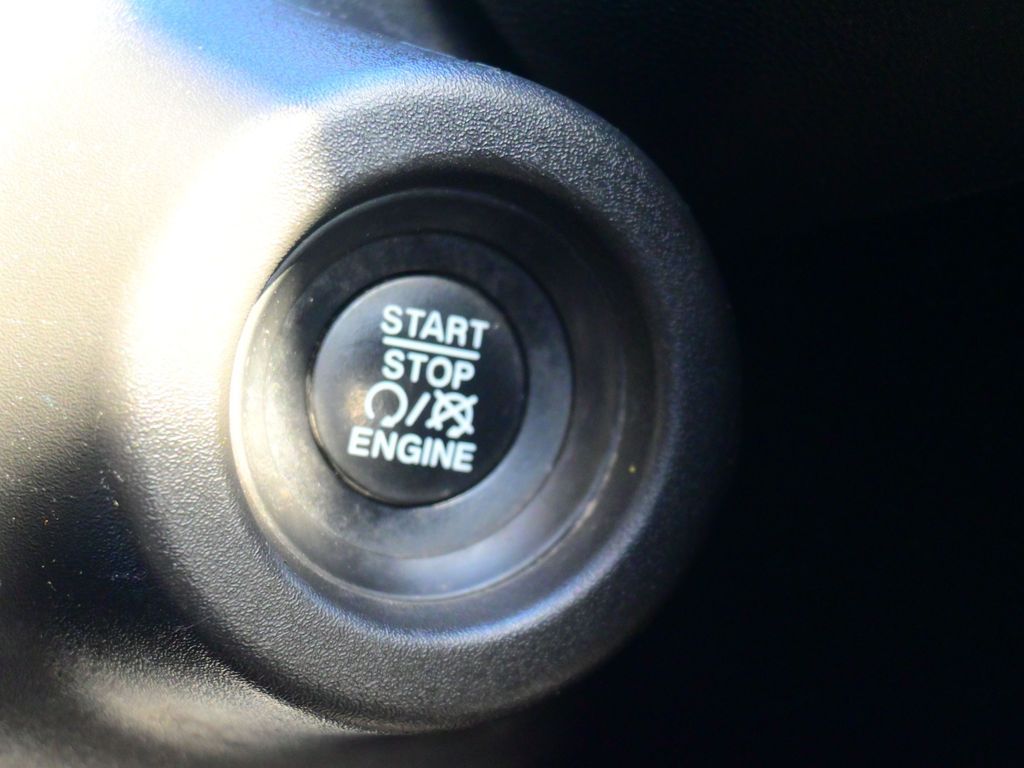 START
STOP
/
ENGINE